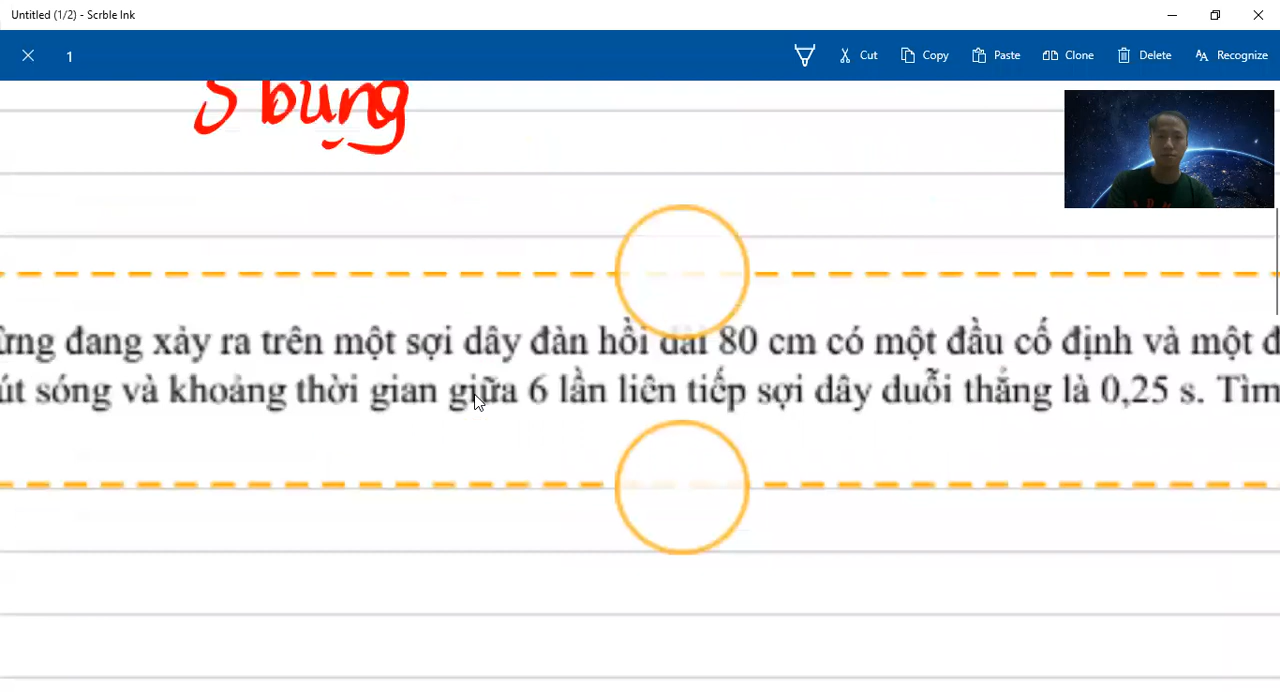 Untitled (1/2) - Scrble Ink
1 Cut Copy Paste Clone Delete Recognize
5 bụng
ừng đang xảy ra trên một sợi dây đàn hồi dài 80 cm có một đầu cố định và một đ
út sóng và khoảng thời gian giữa 6 lần liên tiếp sợi dây duỗi thẳng là 0,25 s. Tìm